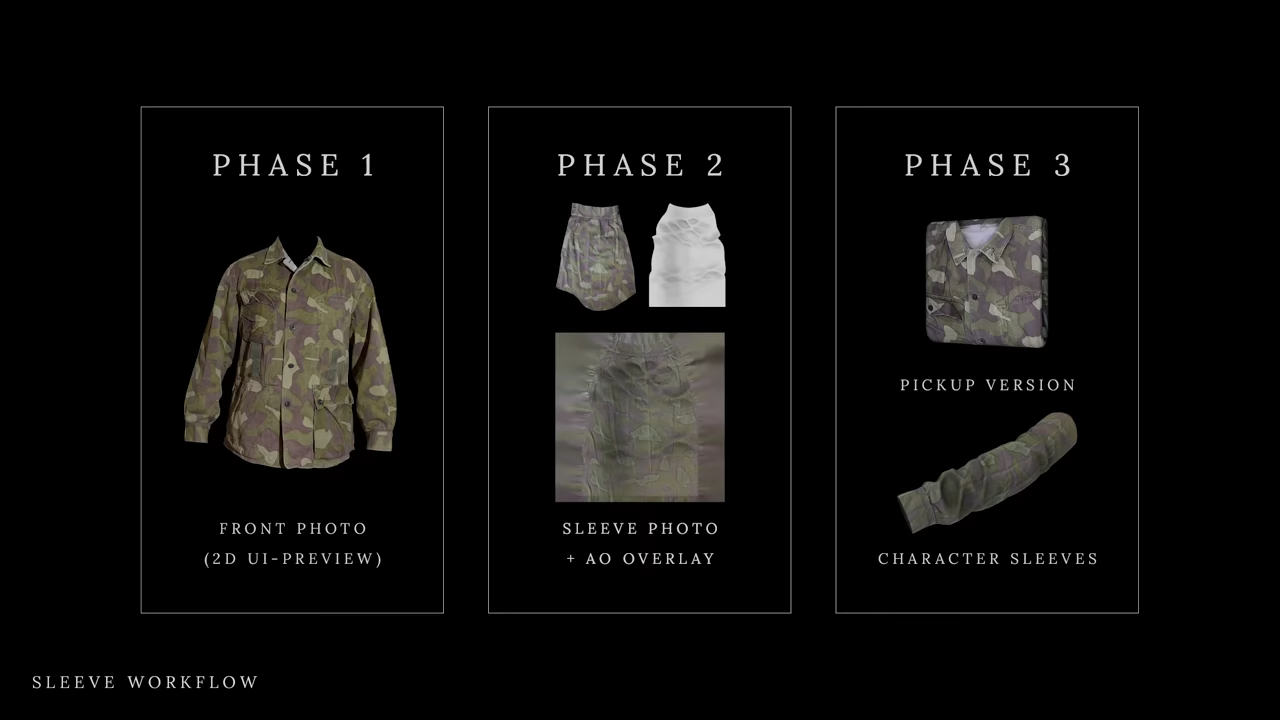 PHASE 1
FRONT PHOTO
(2D UI-PREVIEW)
PHASE 2
SLEEVE PHOTO
+ AO OVERLAY
PHASE 3
PICKUP VERSION
CHARACTER SLEEVES
SLEEVE WORKFLOW